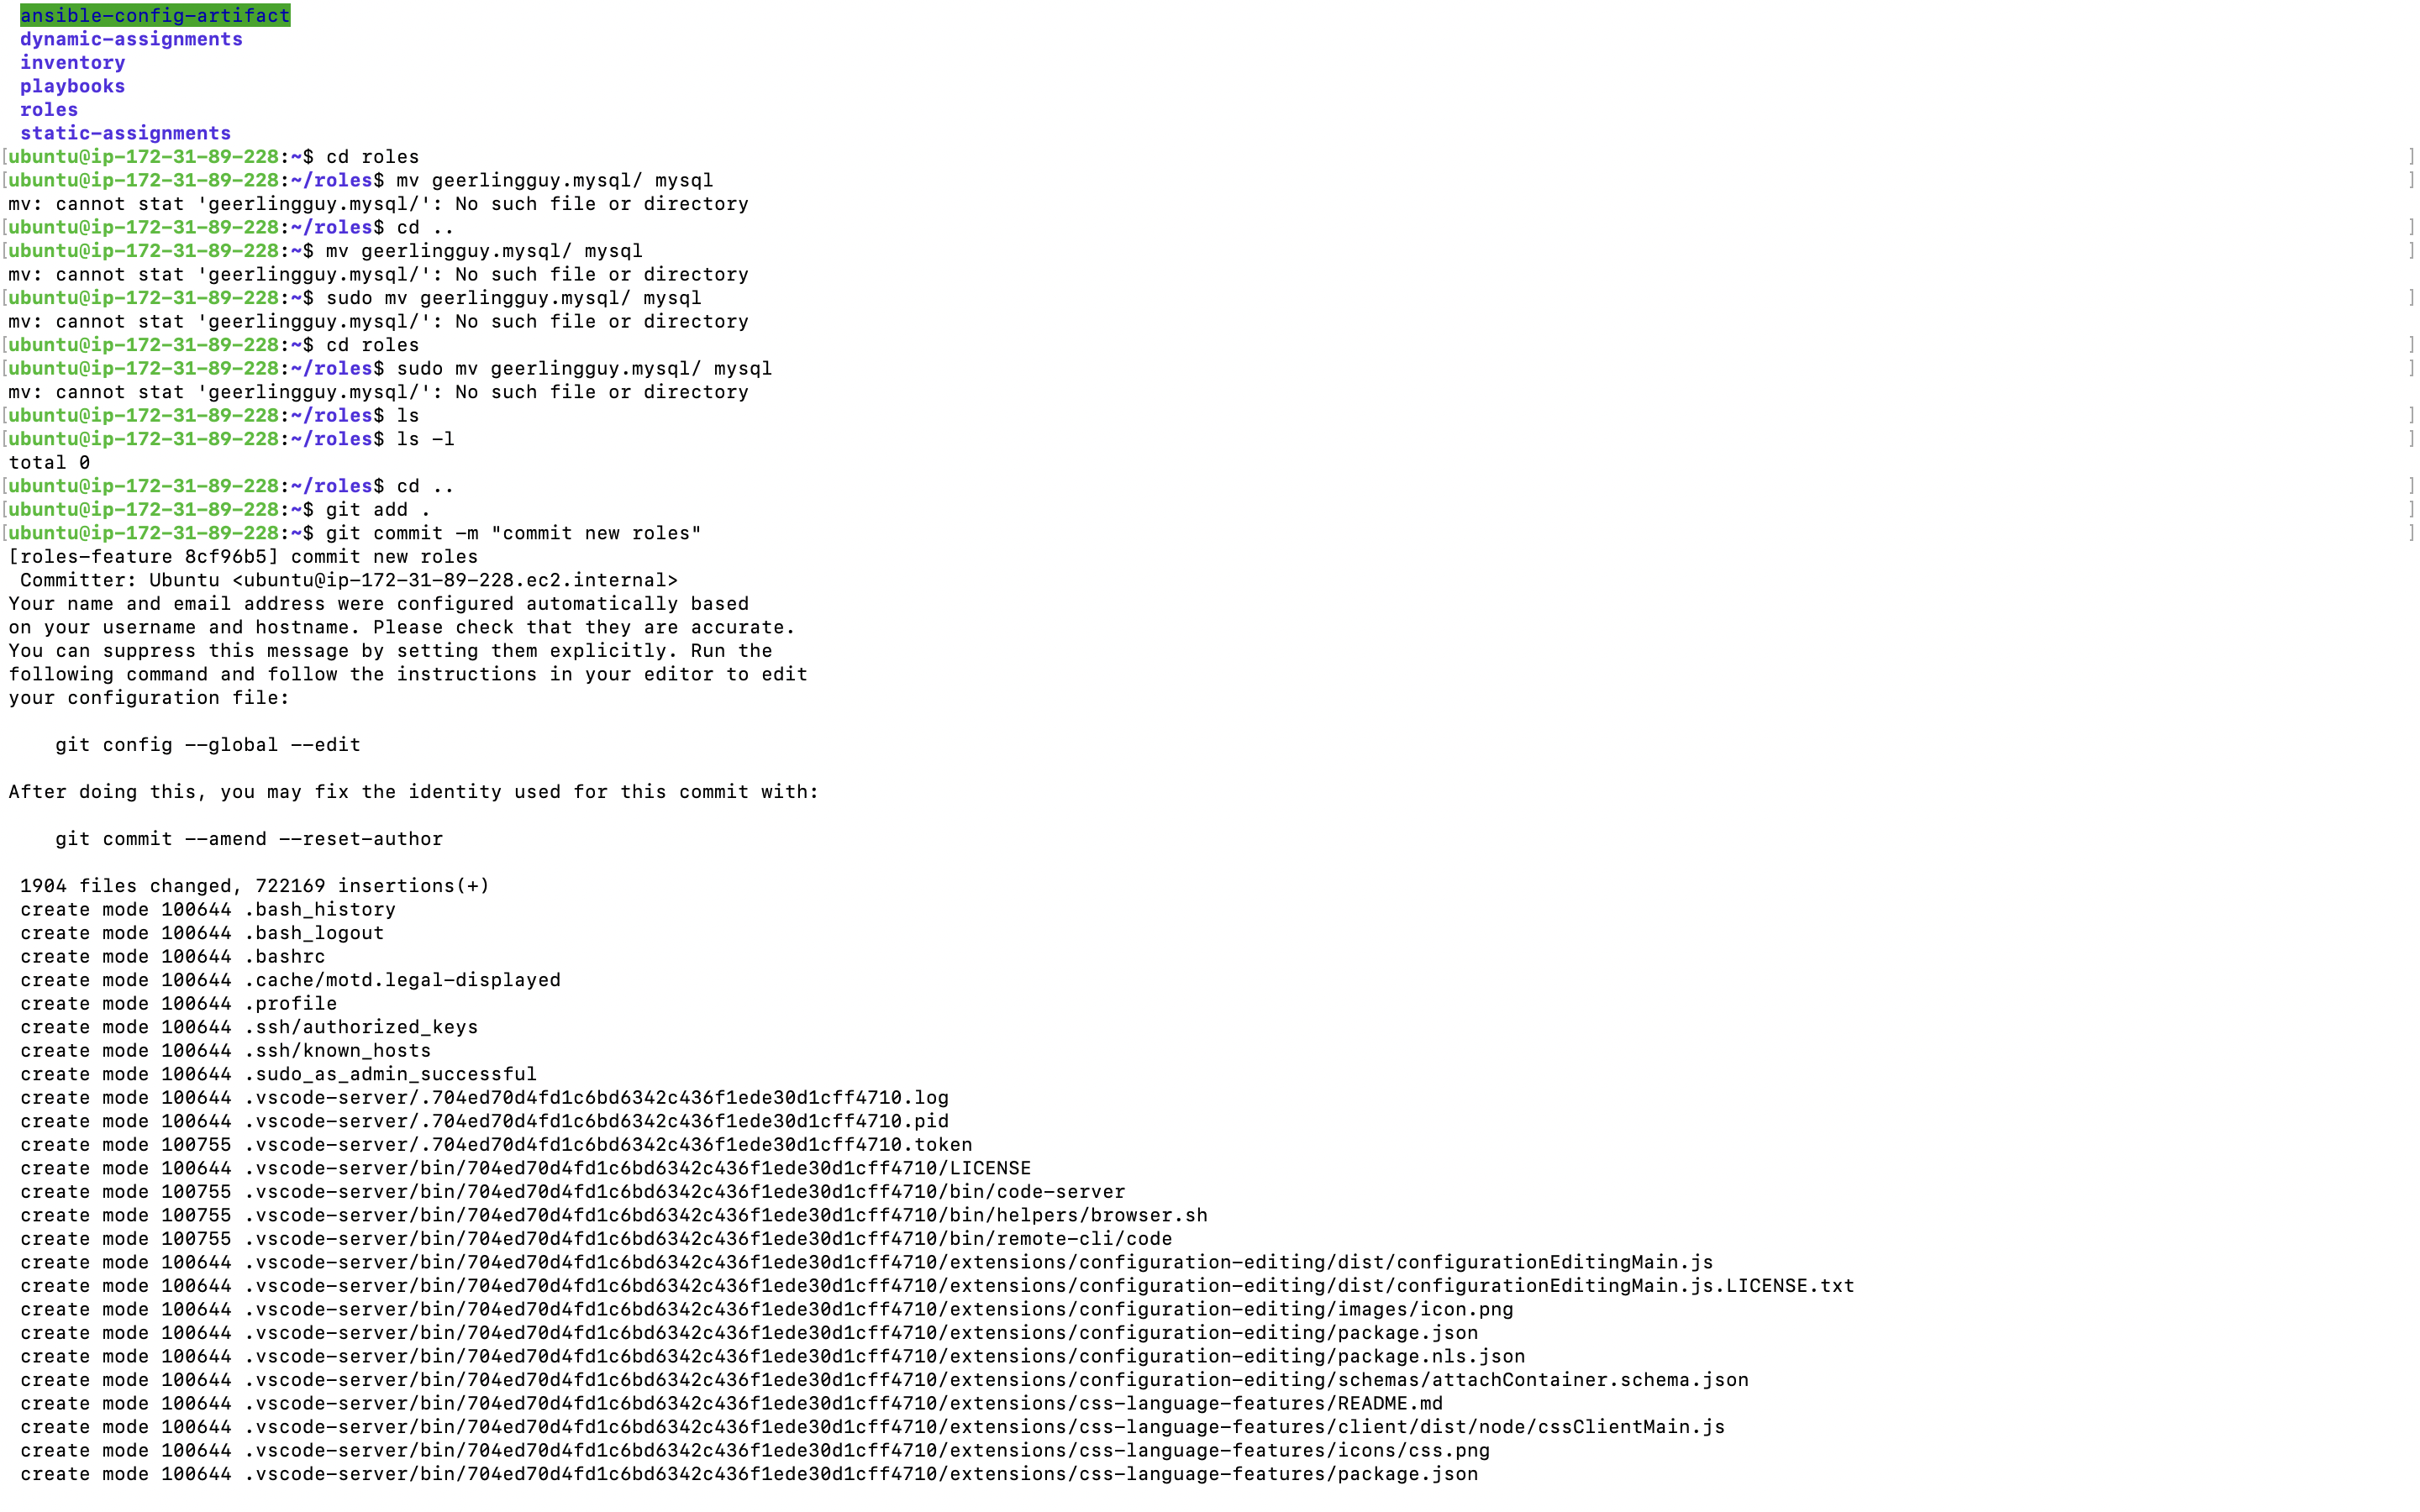 ansible-config-artifact
dynamic-assignments
inventory
playbooks
roles
static-assignments
[ubuntu@ip-172-31-89-228:~$ cd roles ]
[ubuntu@ip-172-31-89-228:~/roles$ mv geerlingguy.mysql/ mysql ]
mv: cannot stat 'geerlingguy.mysql/': No such file or directory
[ubuntu@ip-172-31-89-228:~/roles$ cd .. ]
[ubuntu@ip-172-31-89-228:~$ mv geerlingguy.mysql/ mysql ]
mv: cannot stat 'geerlingguy.mysql/': No such file or directory
[ubuntu@ip-172-31-89-228:~$ sudo mv geerlingguy.mysql/ mysql ]
mv: cannot stat 'geerlingguy.mysql/': No such file or directory
[ubuntu@ip-172-31-89-228:~$ cd roles ]
[ubuntu@ip-172-31-89-228:~/roles$ sudo mv geerlingguy.mysql/ mysql ]
mv: cannot stat 'geerlingguy.mysql/': No such file or directory
[ubuntu@ip-172-31-89-228:~/roles$ ls ]
[ubuntu@ip-172-31-89-228:~/roles$ ls -l ]
total 0
[ubuntu@ip-172-31-89-228:~/roles$ cd .. ]
[ubuntu@ip-172-31-89-228:~$ git add . ]
[ubuntu@ip-172-31-89-228:~$ git commit -m "commit new roles" ]
[roles-feature 8cf96b5] commit new roles
Committer: Ubuntu <ubuntu@ip-172-31-89-228.ec2.internal>
Your name and email address were configured automatically based
on your username and hostname. Please check that they are accurate.
You can suppress this message by setting them explicitly. Run the
following command and follow the instructions in your editor to edit
your configuration file:
git config --global --edit
After doing this, you may fix the identity used for this commit with:
git commit --amend --reset-author
1904 files changed, 722169 insertions(+)
create mode 100644 .bash_history
create mode 100644 .bash_logout
create mode 100644 .bashrc
create mode 100644 .cache/motd.legal-displayed
create mode 100644 .profile
create mode 100644 .ssh/authorized_keys
create mode 100644 .ssh/known_hosts
create mode 100644 .sudo_as_admin_successful
create mode 100644 .vscode-server/.704ed70d4fd1c6bd6342c436f1ede30d1cff4710.log
create mode 100644 .vscode-server/.704ed70d4fd1c6bd6342c436f1ede30d1cff4710.pid
create mode 100755 .vscode-server/.704ed70d4fd1c6bd6342c436f1ede30d1cff4710.token
create mode 100644 .vscode-server/bin/704ed70d4fd1c6bd6342c436f1ede30d1cff4710/LICENSE
create mode 100755 .vscode-server/bin/704ed70d4fd1c6bd6342c436f1ede30d1cff4710/bin/code-server
create mode 100755 .vscode-server/bin/704ed70d4fd1c6bd6342c436f1ede30d1cff4710/bin/helpers/browser.sh
create mode 100755 .vscode-server/bin/704ed70d4fd1c6bd6342c436f1ede30d1cff4710/bin/remote-cli/code
create mode 100644 .vscode-server/bin/704ed70d4fd1c6bd6342c436f1ede30d1cff4710/extensions/configuration-editing/dist/configurationEditingMain.js
create mode 100644 .vscode-server/bin/704ed70d4fd1c6bd6342c436f1ede30d1cff4710/extensions/configuration-editing/dist/configurationEditingMain.js.LICENSE.txt
create mode 100644 .vscode-server/bin/704ed70d4fd1c6bd6342c436f1ede30d1cff4710/extensions/configuration-editing/images/icon.png
create mode 100644 .vscode-server/bin/704ed70d4fd1c6bd6342c436f1ede30d1cff4710/extensions/configuration-editing/package.json
create mode 100644 .vscode-server/bin/704ed70d4fd1c6bd6342c436f1ede30d1cff4710/extensions/configuration-editing/package.nls.json
create mode 100644 .vscode-server/bin/704ed70d4fd1c6bd6342c436f1ede30d1cff4710/extensions/configuration-editing/schemas/attachContainer.schema.json
create mode 100644 .vscode-server/bin/704ed70d4fd1c6bd6342c436f1ede30d1cff4710/extensions/css-language-features/README.md
create mode 100644 .vscode-server/bin/704ed70d4fd1c6bd6342c436f1ede30d1cff4710/extensions/css-language-features/client/dist/node/cssClientMain.js
create mode 100644 .vscode-server/bin/704ed70d4fd1c6bd6342c436f1ede30d1cff4710/extensions/css-language-features/icons/css.png
create mode 100644 .vscode-server/bin/704ed70d4fd1c6bd6342c436f1ede30d1cff4710/extensions/css-language-features/package.json